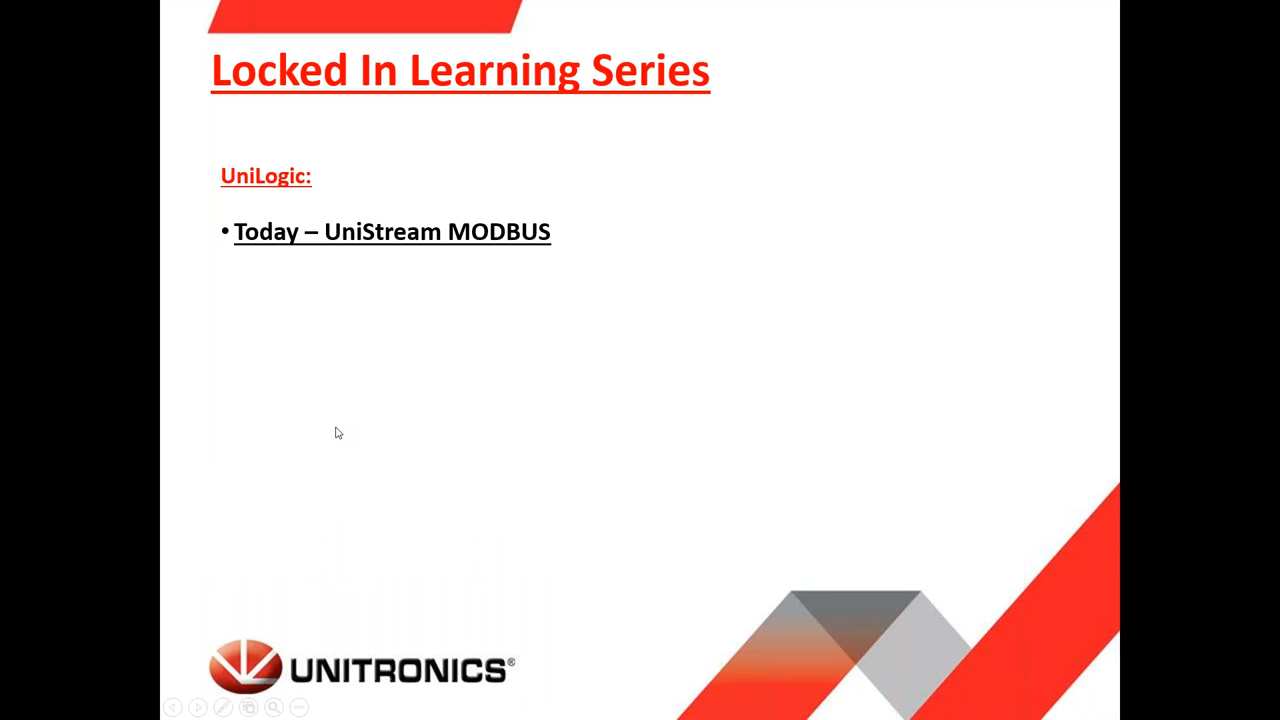 Locked In Learning Series
UniLogic:
• Today – UniStream MODBUS
UNITRONICS®